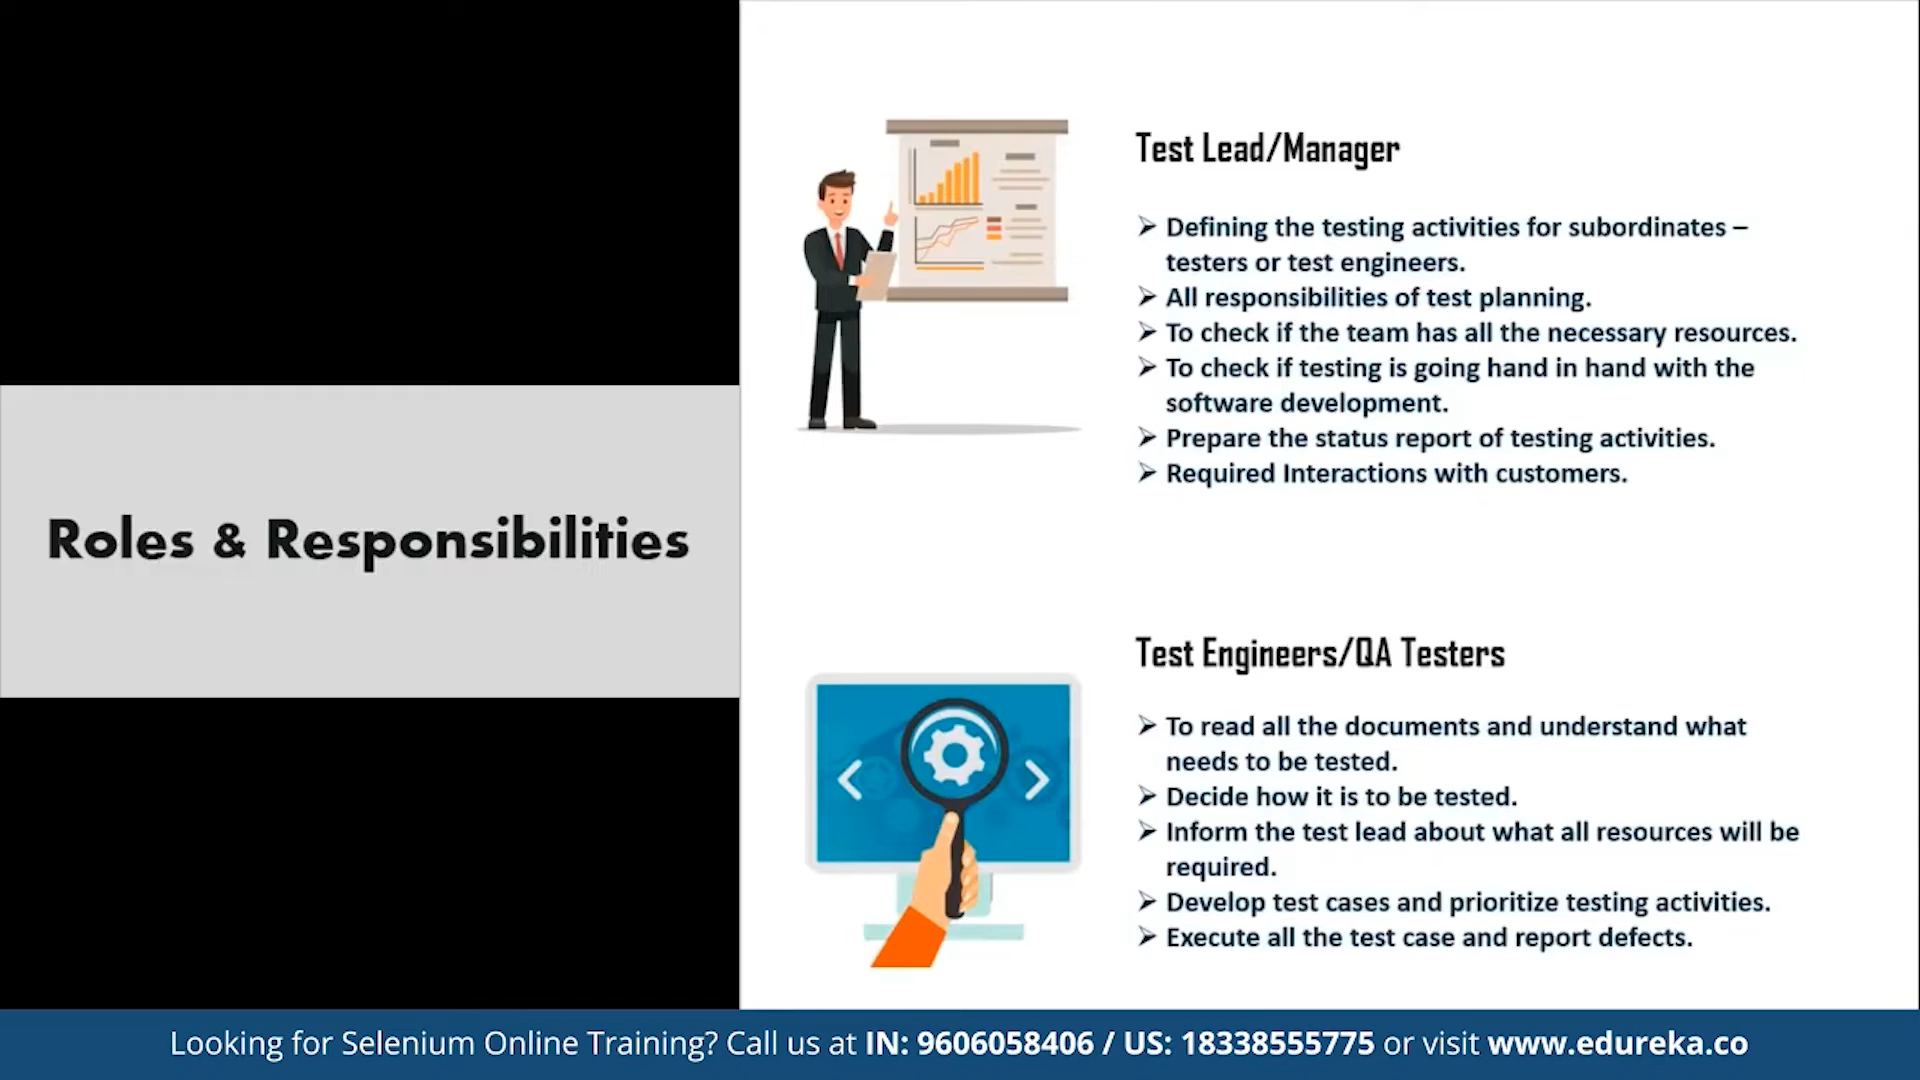 Roles & Responsibilities
Test Lead/Manager
➢ Defining the testing activities for subordinates –
testers or test engineers.
➢ All responsibilities of test planning.
➢ To check if the team has all the necessary resources.
➢ To check if testing is going hand in hand with the
software development.
➢ Prepare the status report of testing activities.
➢ Required Interactions with customers.
Test Engineers/QA Testers
➢ To read all the documents and understand what
needs to be tested.
➢ Decide how it is to be tested.
➢ Inform the test lead about what all resources will be
required.
➢ Develop test cases and prioritize testing activities.
➢ Execute all the test case and report defects.
Looking for Selenium Online Training? Call us at IN: 9606058406 / US: 18338555775 or visit www.edureka.co